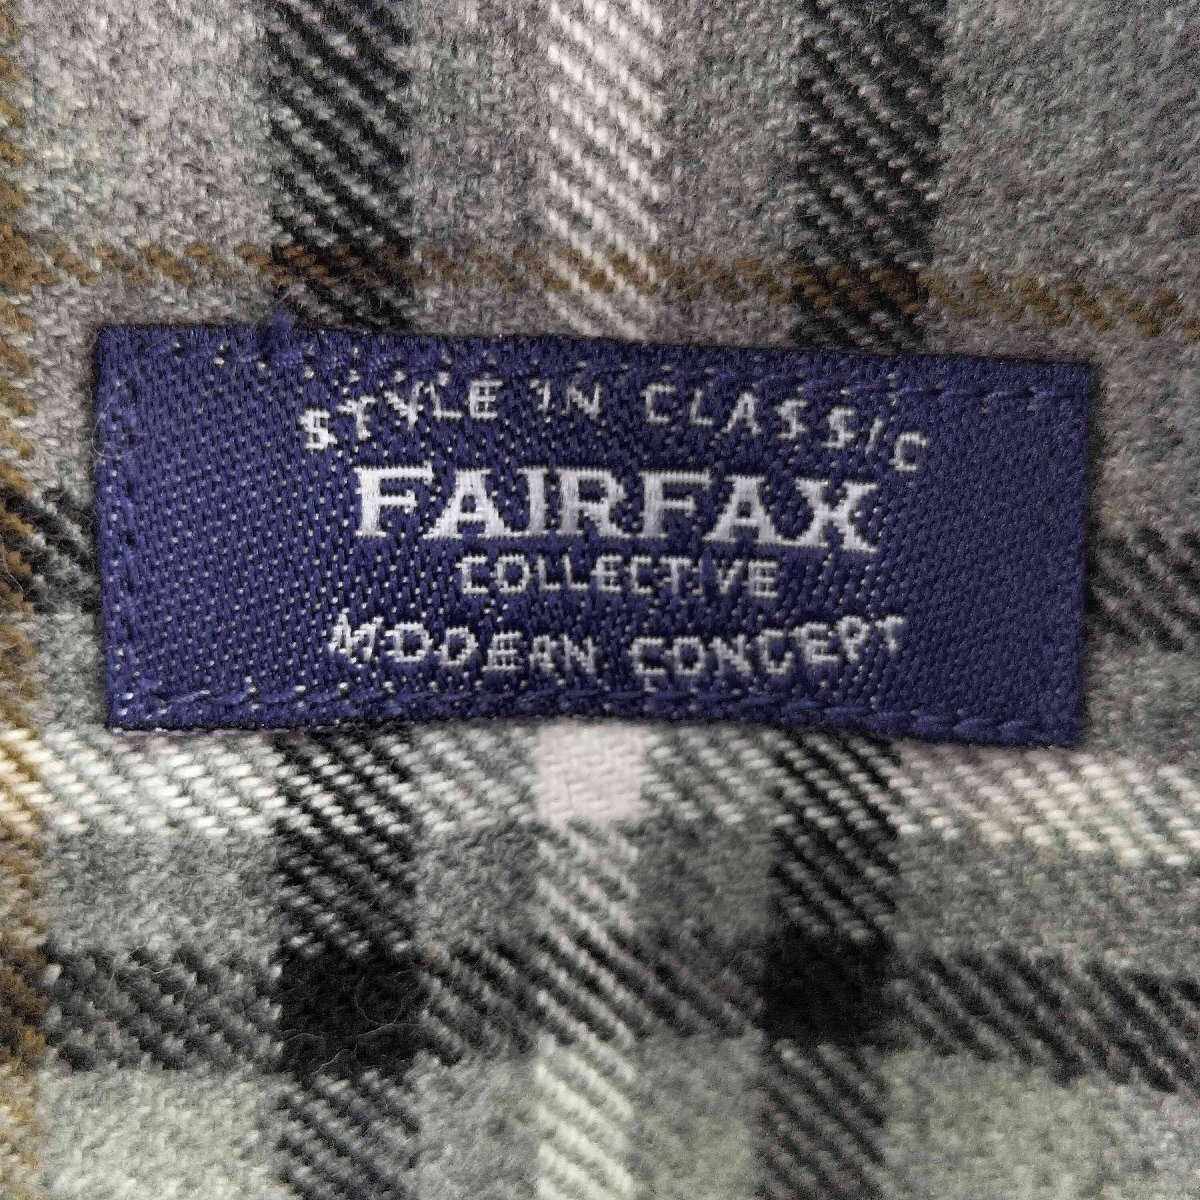 STYLE IN CLASSIC
FAIRFAX
COLLECTIVE
MODERN CONCEPT